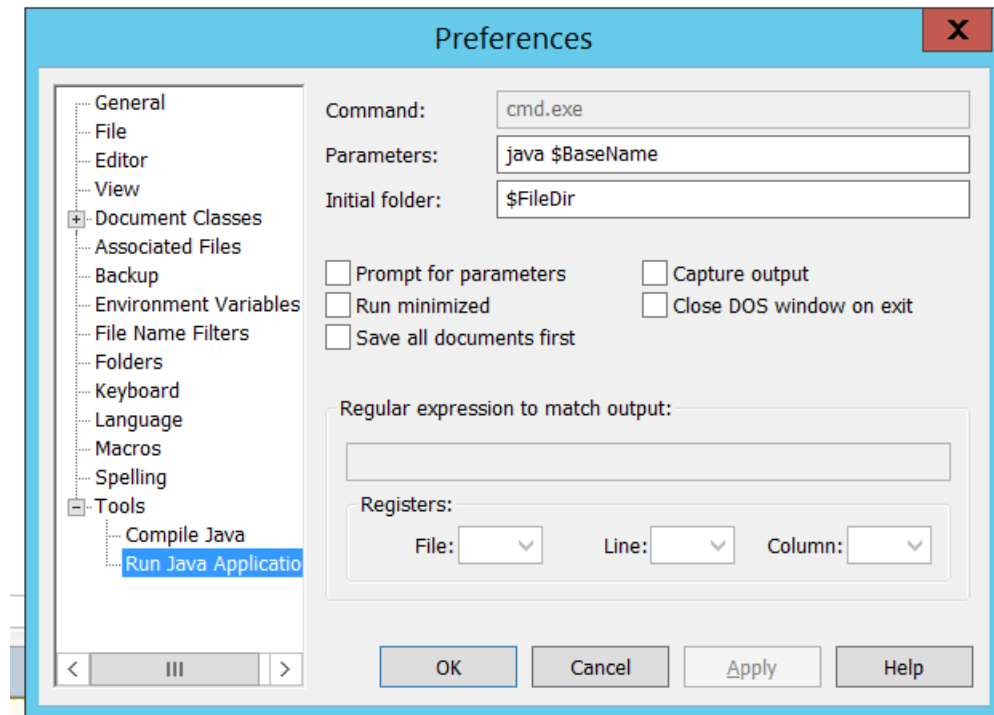 Preferences
X
General
File
Editor
View
Document Classes
Associated Files
Backup
Environment Variables
File Name Filters
Folders
Keyboard
Language
Macros
Spelling
Tools
Compile Java
Run Java Applicatio
Command: cmd.exe
Parameters: java $BaseName
Initial folder: $FileDir
Prompt for parameters Capture output
Run minimized Close DOS window on exit
Save all documents first
Regular expression to match output:
Registers:
File: Line: Column:
OK Cancel Apply Help